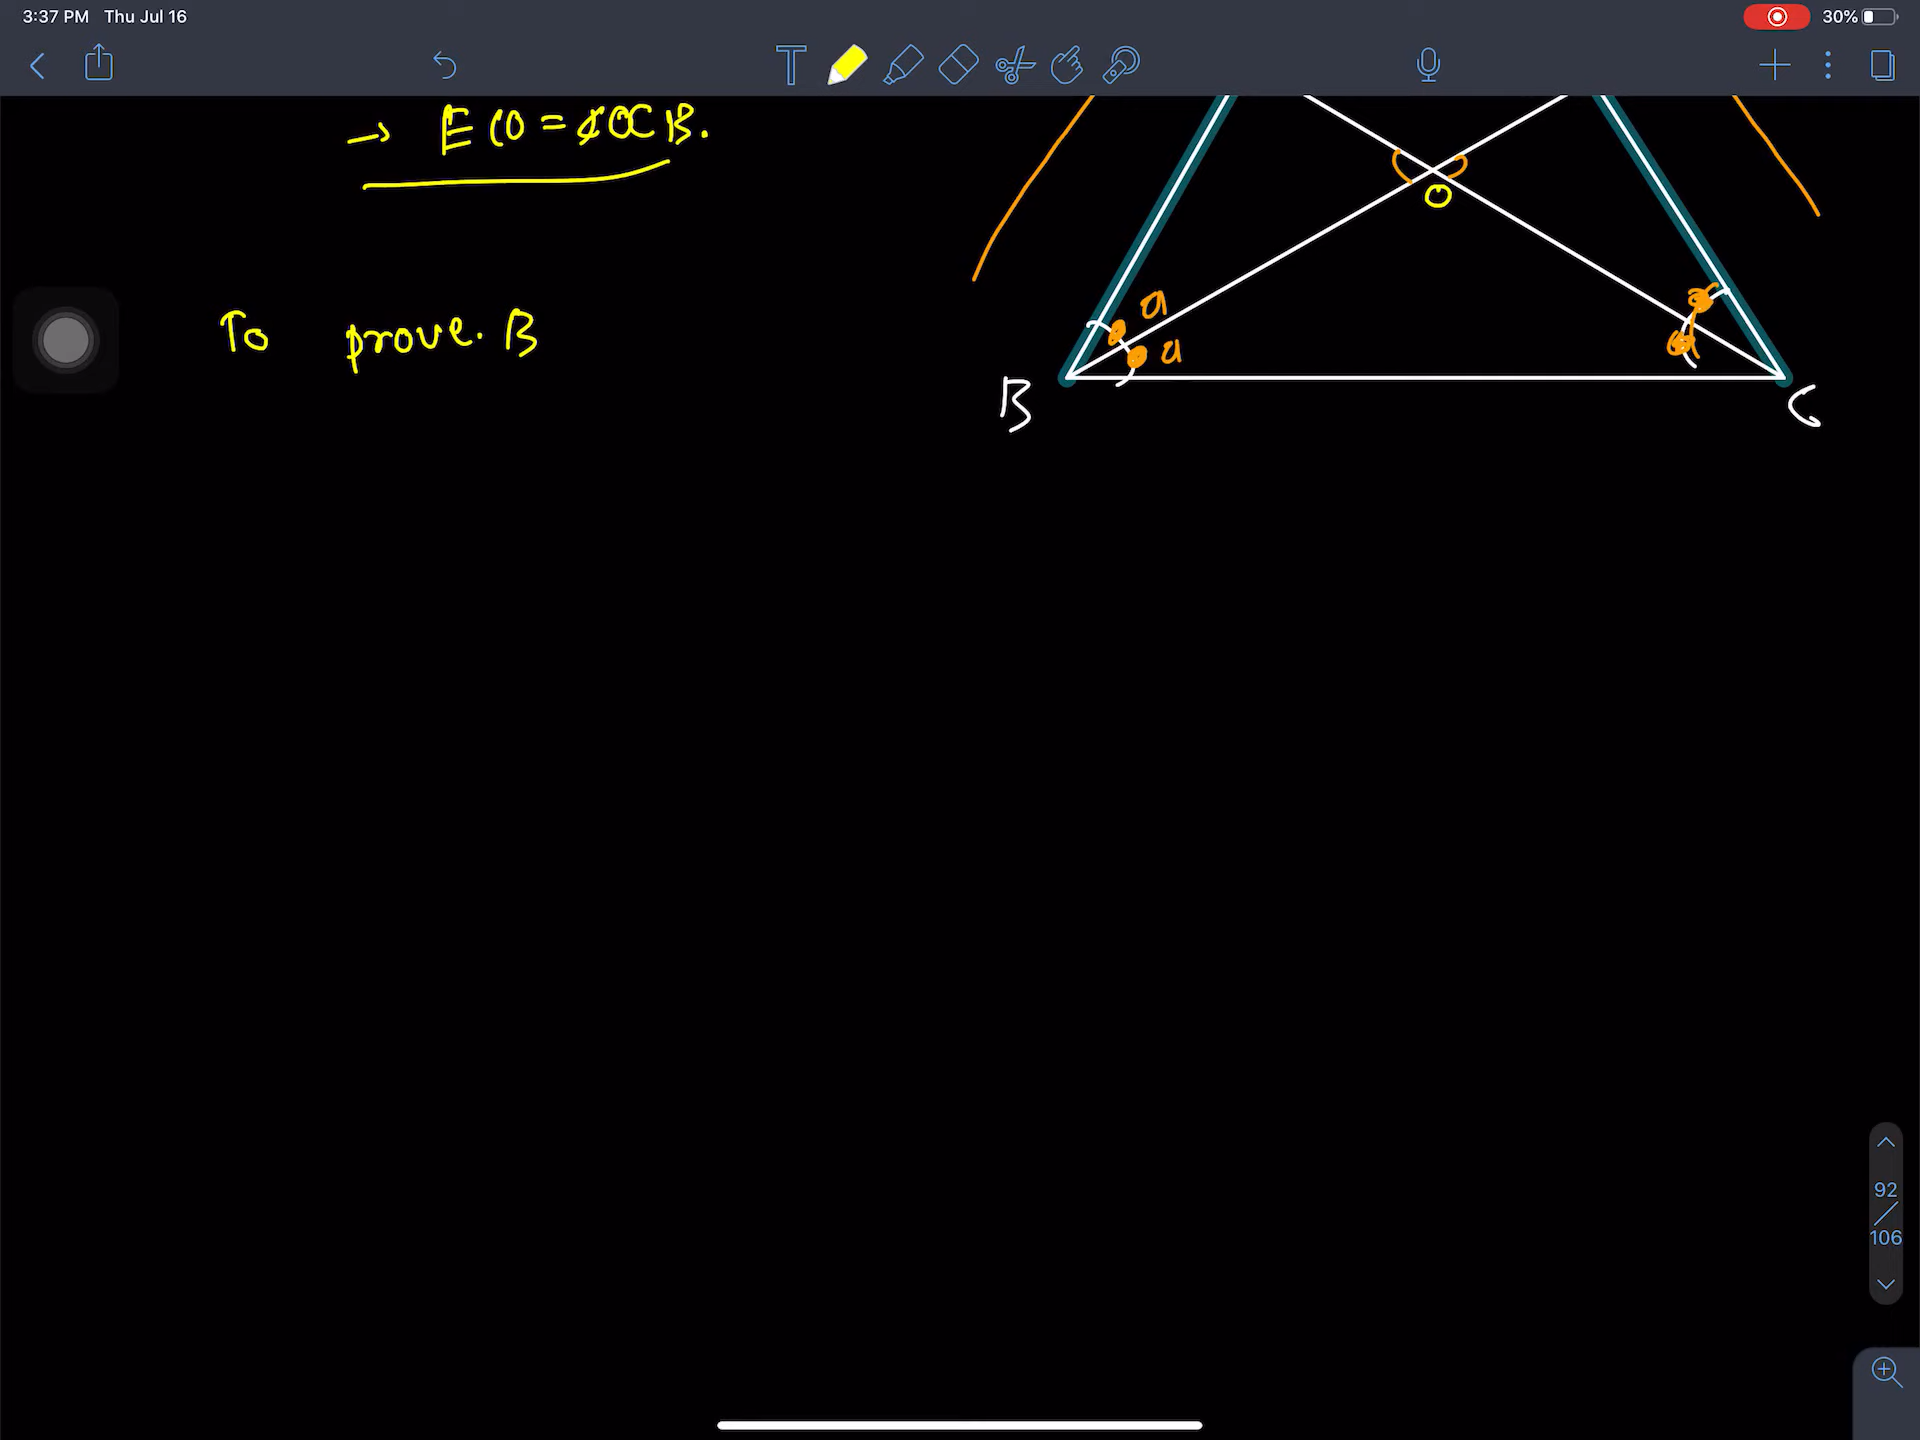 3:37 PM Thu Jul 16
30%
→ ECO = ∠OCB.
O
To prove. B
a
a
B
C
92
106